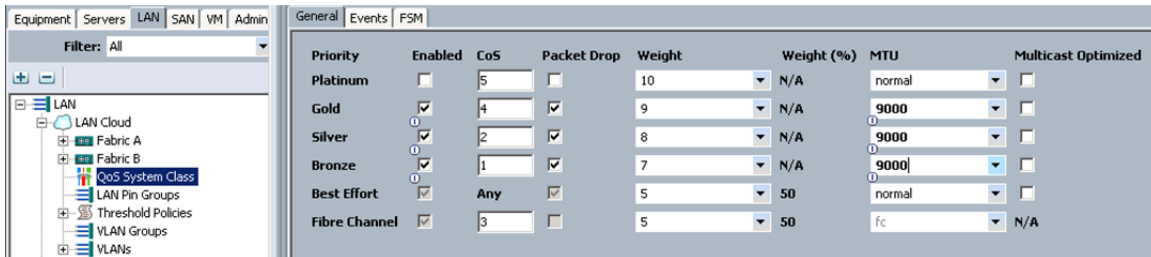 Equipment Servers LAN SAN VM Admin
Filter: All
LAN
LAN Cloud
Fabric A
Fabric B
QoS System Class
LAN Pin Groups
Threshold Policies
VLAN Groups
VLANs
General Events FSM
Priority Enabled CoS Packet Drop Weight Weight (%) MTU Multicast Optimized
Platinum 5 10 N/A normal
Gold 4 9 N/A 9000
Silver 2 8 N/A 9000
Bronze 1 7 N/A 9000
Best Effort Any 5 50 normal
Fibre Channel 3 5 50 fc N/A